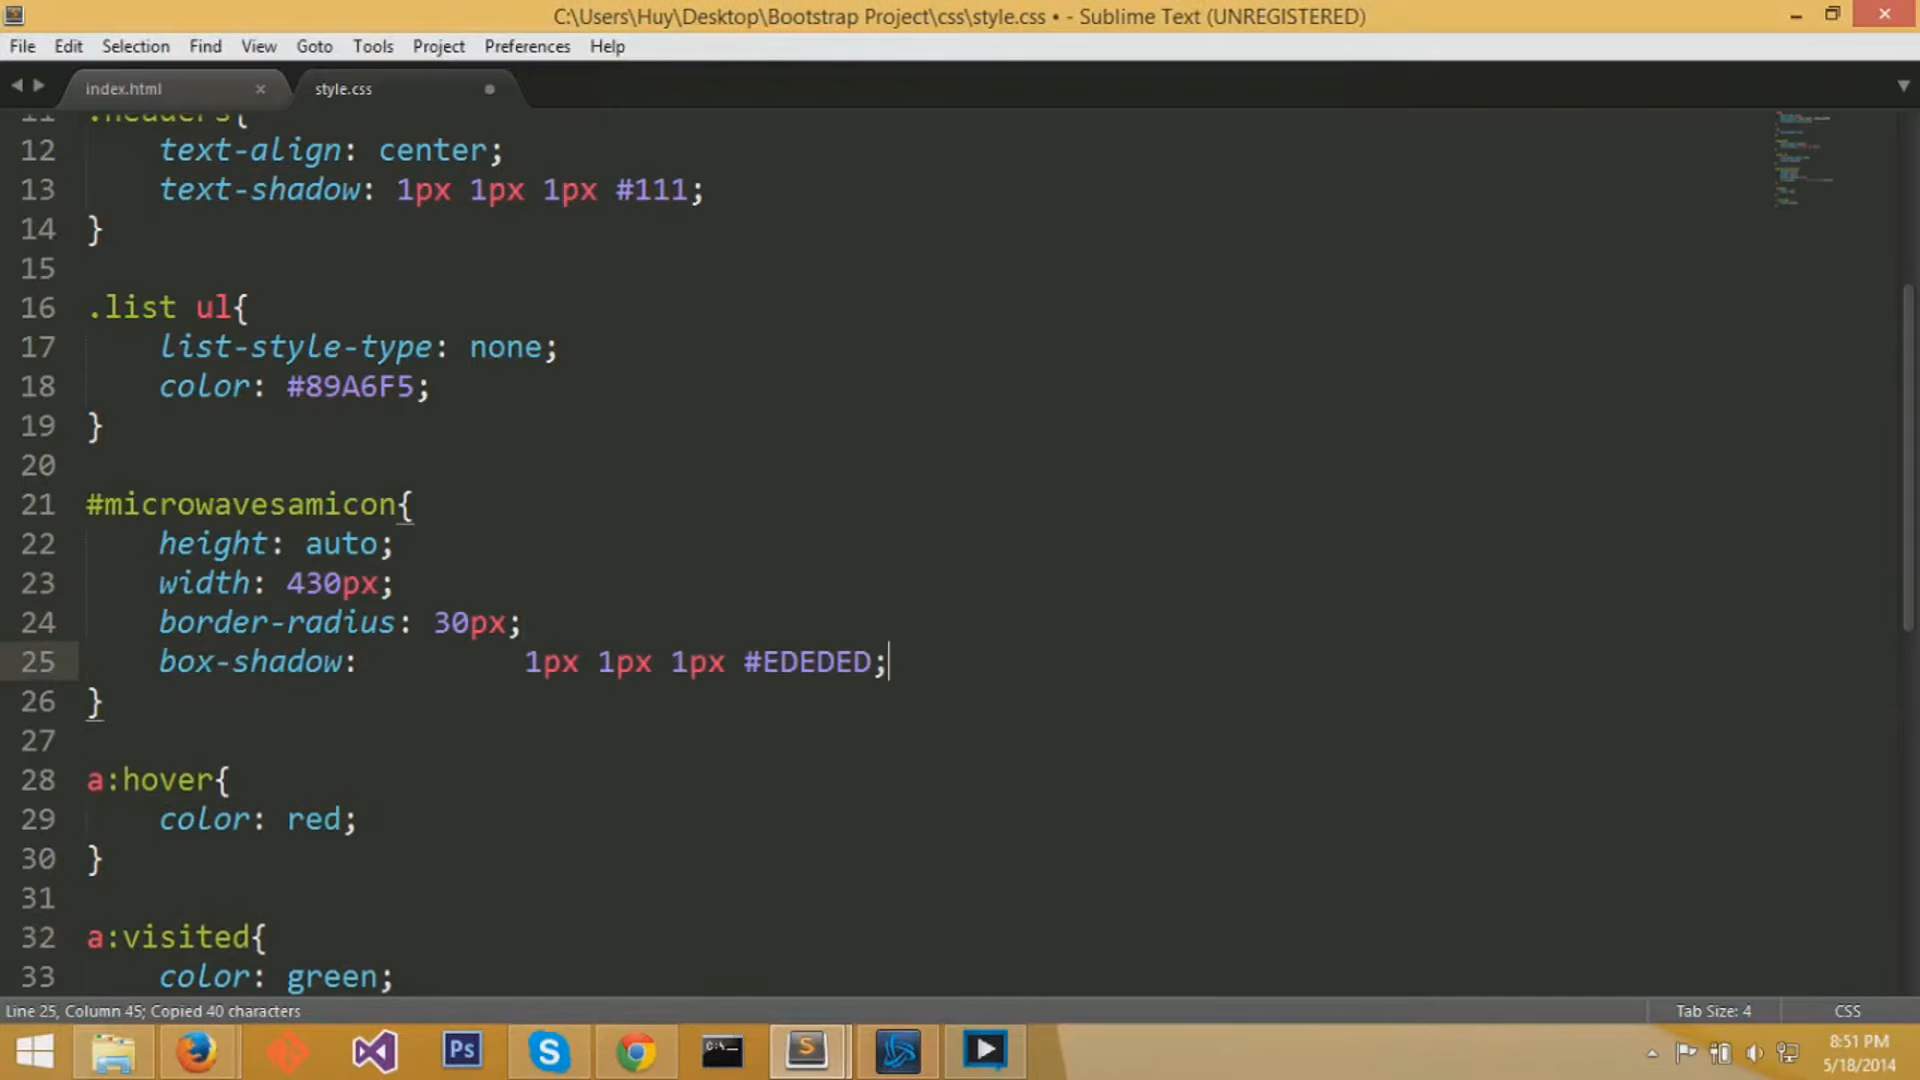 C:\Users\Huy\Desktop\Bootstrap Project\css\style.css • - Sublime Text (UNREGISTERED)
File Edit Selection Find View Goto Tools Project Preferences Help
index.html × style.css
11 .headers{
12 text-align: center;
13 text-shadow: 1px 1px 1px #111;
14 }
15
16 .list ul{
17 list-style-type: none;
18 color: #89A6F5;
19 }
20
21 #microwavesamicon{
22 height: auto;
23 width: 430px;
24 border-radius: 30px;
25 box-shadow: 1px 1px 1px #EDEDED;
26 }
27
28 a:hover{
29 color: red;
30 }
31
32 a:visited{
33 color: green;
Line 25, Column 45; Copied 40 characters
Tab Size: 4 CSS
Ps
S
C:\_
S
8:51 PM
5/18/2014